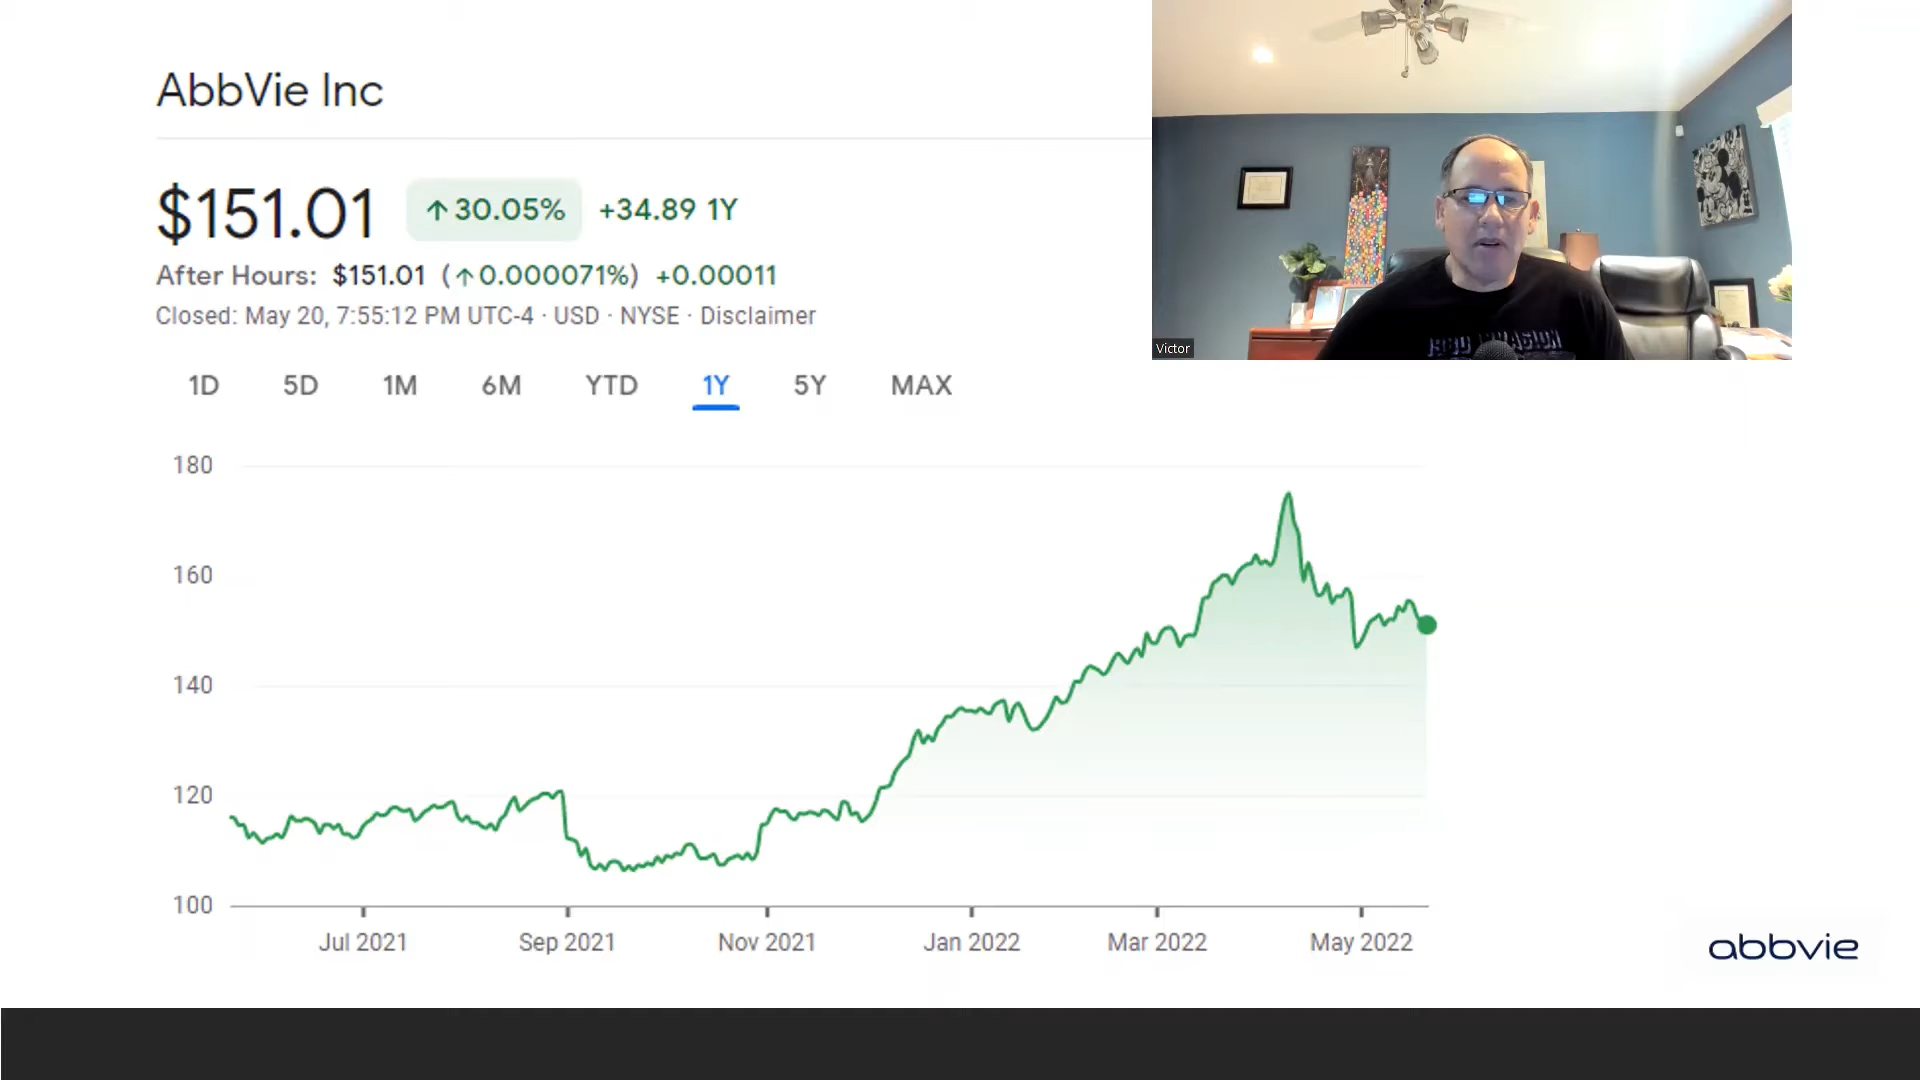 AbbVie Inc
$151.01 ↑30.05% +34.89 1Y
After Hours: $151.01 (↑0.000071%) +0.00011
Closed: May 20, 7:55:12 PM UTC-4 · USD · NYSE · Disclaimer
1D 5D 1M 6M YTD 1Y 5Y MAX
180
160
140
120
100
Jul 2021 Sep 2021 Nov 2021 Jan 2022 Mar 2022 May 2022
Victor
abbvie